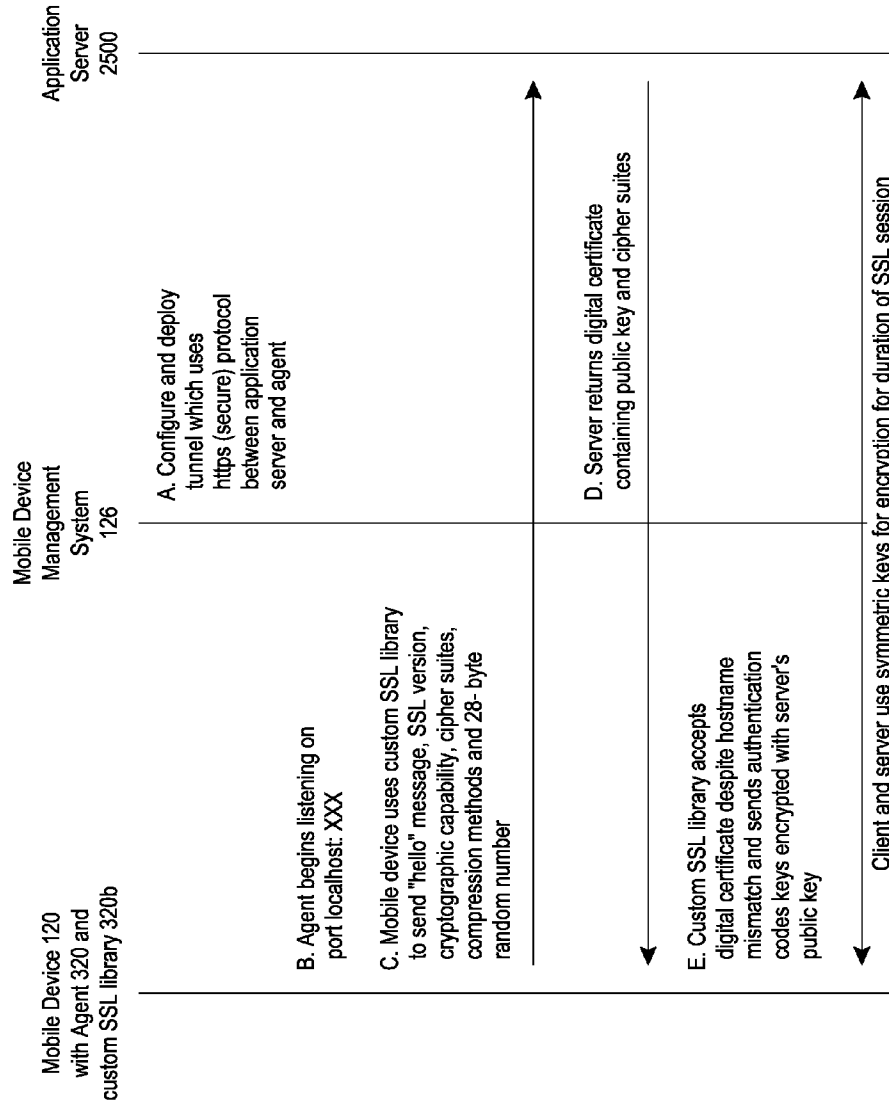 Mobile Device 120
with Agent 320 and
custom SSL library 320b
Mobile Device
Management
System
126
Application
Server
2500
A. Configure and deploy
tunnel which uses
https (secure) protocol
between application
server and agent
B. Agent begins listening on
port localhost: XXX
C. Mobile device uses custom SSL library
to send "hello" message, SSL version,
cryptographic capability, cipher suites,
compression methods and 28- byte
random number
D. Server returns digital certificate
containing public key and cipher suites
E. Custom SSL library accepts
digital certificate despite hostname
mismatch and sends authentication
codes keys encrypted with server's
public key
Client and server use symmetric keys for encryption for duration of SSL session